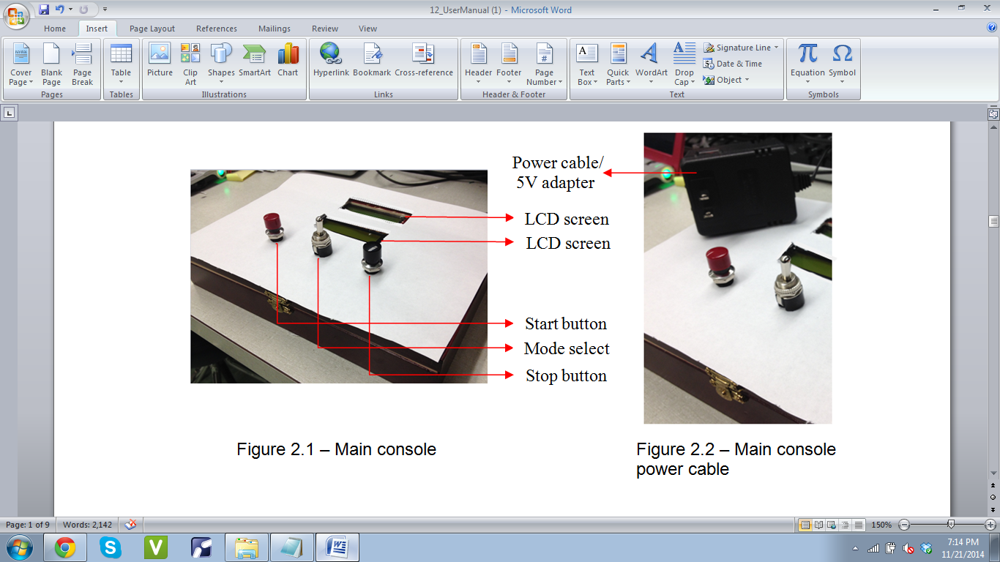 12_UserManual (1) - Microsoft Word
Home Insert Page Layout References Mailings Review View
Cover Page
Blank Page
Page Break
Pages
Table
Tables
Picture
Clip Art
Shapes
SmartArt
Chart
Illustrations
Hyperlink
Bookmark
Cross-reference
Links
Header
Footer
Page Number
Header & Footer
Text Box
Quick Parts
WordArt
Drop Cap
Signature Line
Date & Time
Object
Text
Equation
Symbol
Symbols
Power cable/
5V adapter
LCD screen
LCD screen
Start button
Mode select
Stop button
Figure 2.1 – Main console
Figure 2.2 – Main console
power cable
Page: 1 of 9 Words: 2,142 150%
7:14 PM
11/21/2014